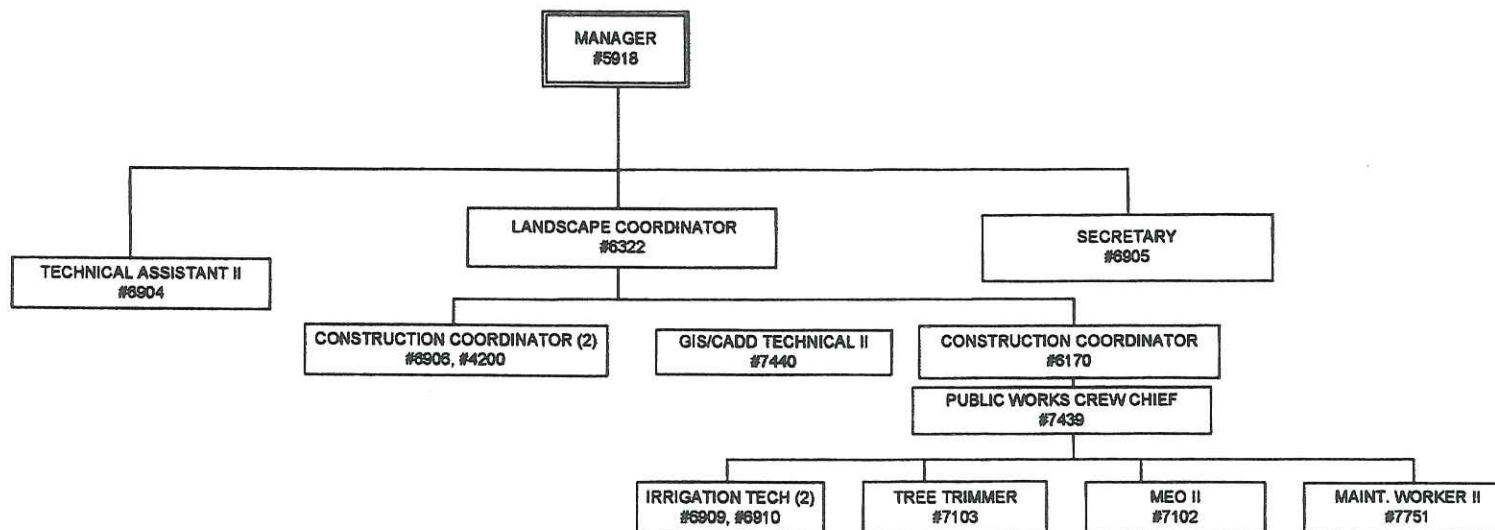 MANAGER
#5918
LANDSCAPE COORDINATOR
#6322
SECRETARY
#6905
TECHNICAL ASSISTANT II
#6904
CONSTRUCTION COORDINATOR (2)
#6906, #4200
GIS/CADD TECHNICAL II
#7440
CONSTRUCTION COORDINATOR
#6170
PUBLIC WORKS CREW CHIEF
#7439
IRRIGATION TECH (2)
#6909, #6910
TREE TRIMMER
#7103
MEO II
#7102
MAINT. WORKER II
#7751